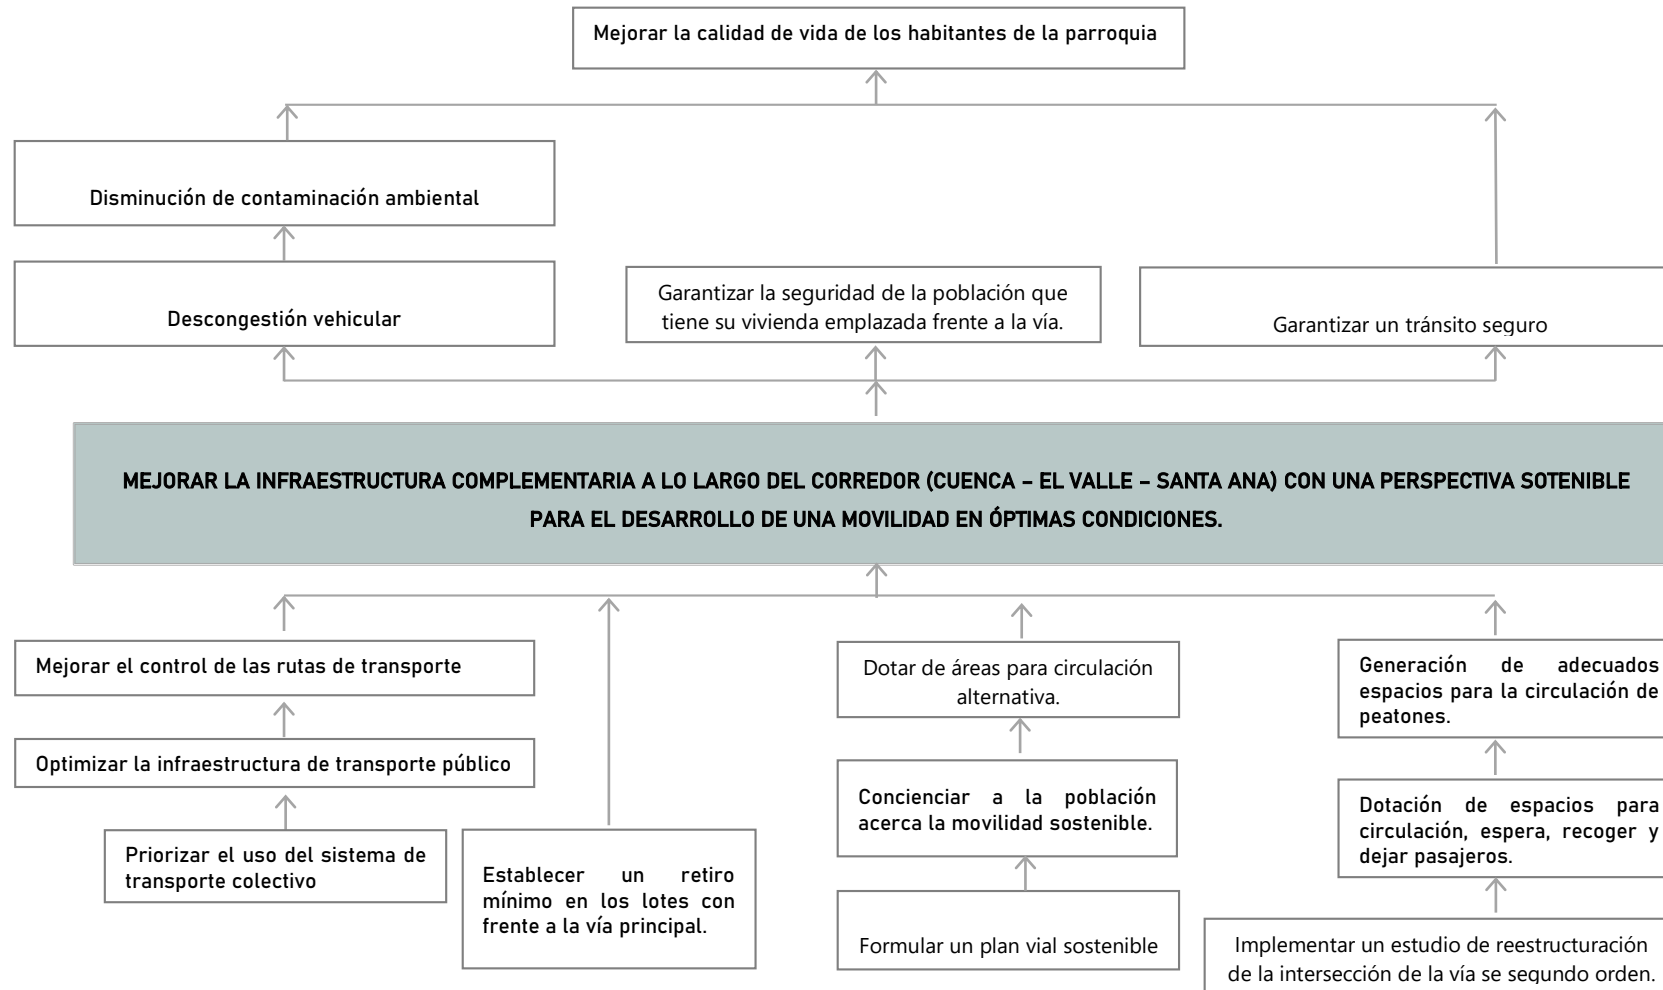 Mejorar la calidad de vida de los habitantes de la parroquia
Disminución de contaminación ambiental
Descongestión vehicular
Garantizar la seguridad de la población que
tiene su vivienda emplazada frente a la vía.
Garantizar un tránsito seguro
MEJORAR LA INFRAESTRUCTURA COMPLEMENTARIA A LO LARGO DEL CORREDOR (CUENCA – EL VALLE – SANTA ANA) CON UNA PERSPECTIVA SOTENIBLE
PARA EL DESARROLLO DE UNA MOVILIDAD EN ÓPTIMAS CONDICIONES.
Mejorar el control de las rutas de transporte
Optimizar la infraestructura de transporte público
Priorizar el uso del sistema de
transporte colectivo
Establecer un retiro
mínimo en los lotes con
frente a la vía principal.
Dotar de áreas para circulación
alternativa.
Concienciar a la población
acerca la movilidad sostenible.
Formular un plan vial sostenible
Generación de adecuados
espacios para la circulación de
peatones.
Dotación de espacios para
circulación, espera, recoger y
dejar pasajeros.
Implementar un estudio de reestructuración
de la intersección de la vía se segundo orden.